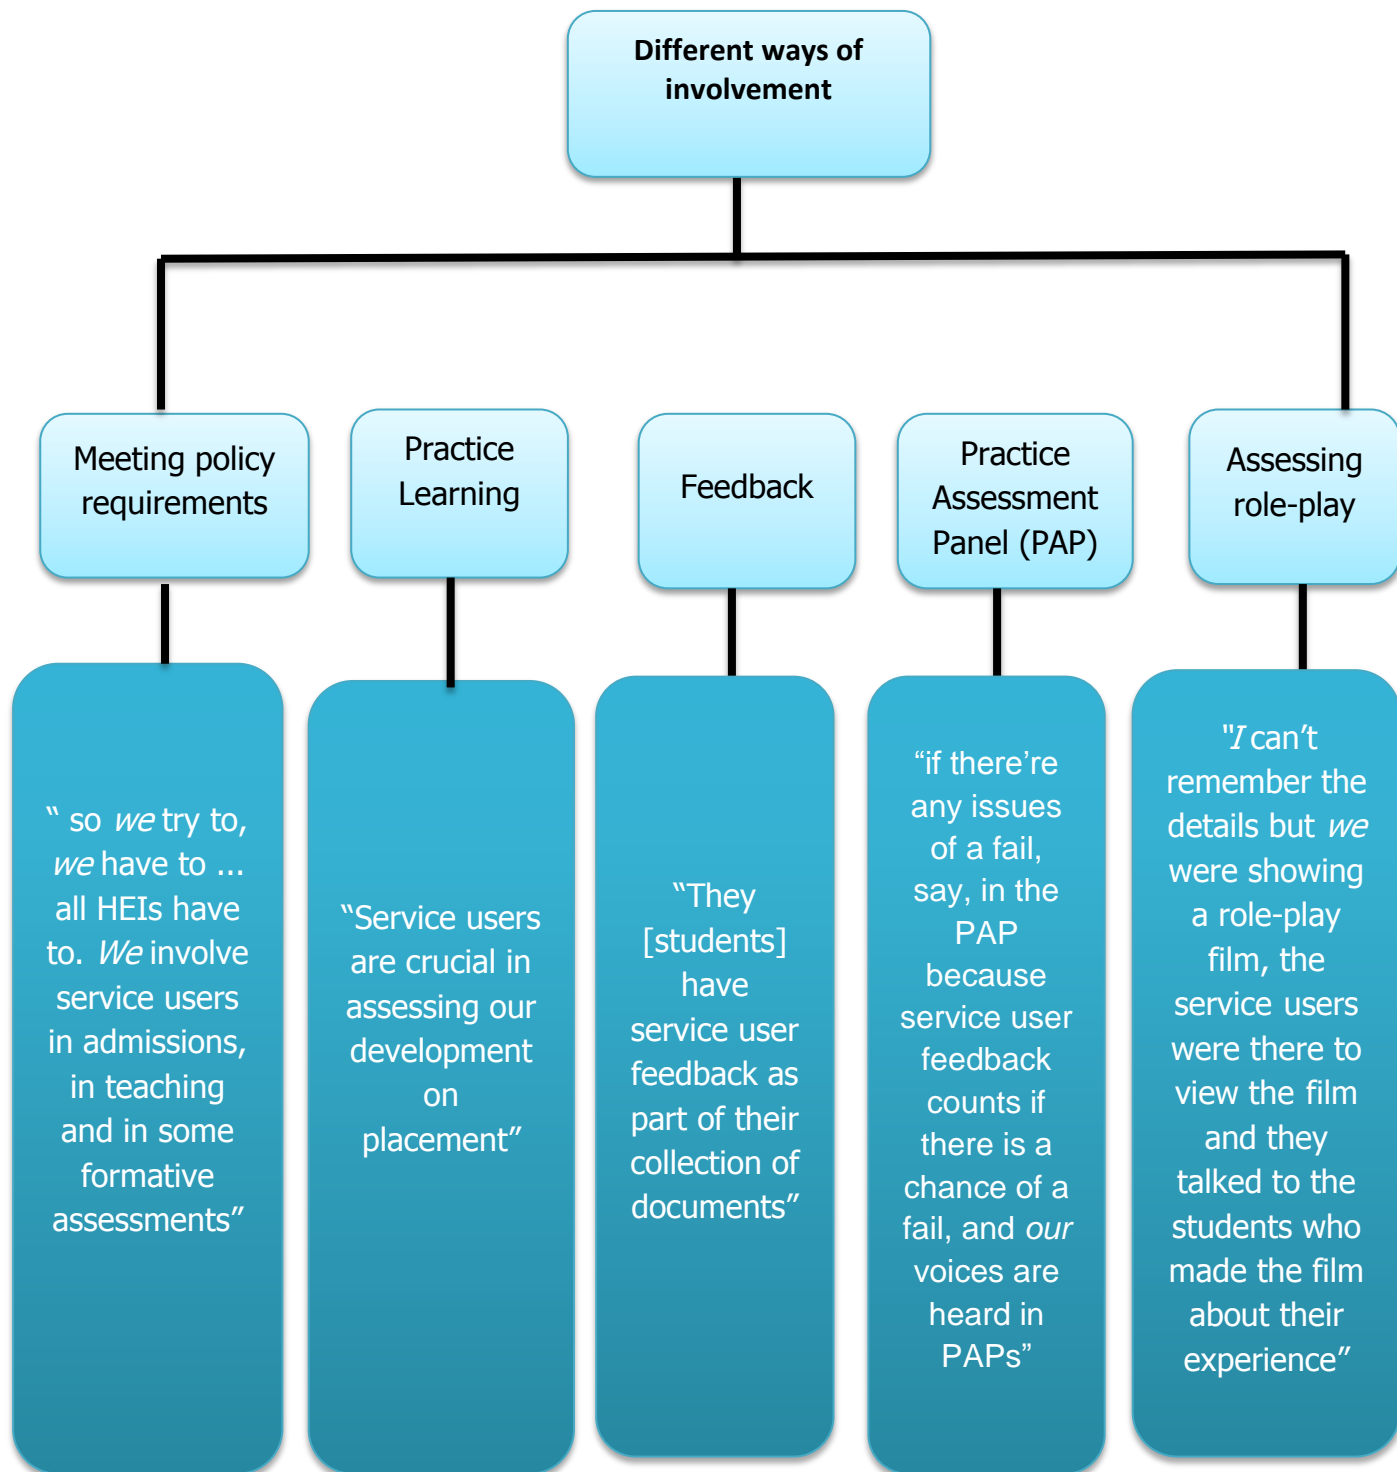 Different ways of
involvement
Meeting policy
requirements
Practice
Learning
Feedback
Practice
Assessment
Panel (PAP)
Assessing
role-play
“ so we try to,
we have to ...
all HEIs have
to. We involve
service users
in admissions,
in teaching
and in some
formative
assessments”
“Service users
are crucial in
assessing our
development
on
placement”
“They
[students]
have
service user
feedback as
part of their
collection of
documents”
“if there’re
any issues
of a fail,
say, in the
PAP
because
service user
feedback
counts if
there is a
chance of a
fail, and our
voices are
heard in
PAPs”
“I can’t
remember the
details but we
were showing
a role-play
film, the
service users
were there to
view the film
and they
talked to the
students who
made the film
about their
experience”